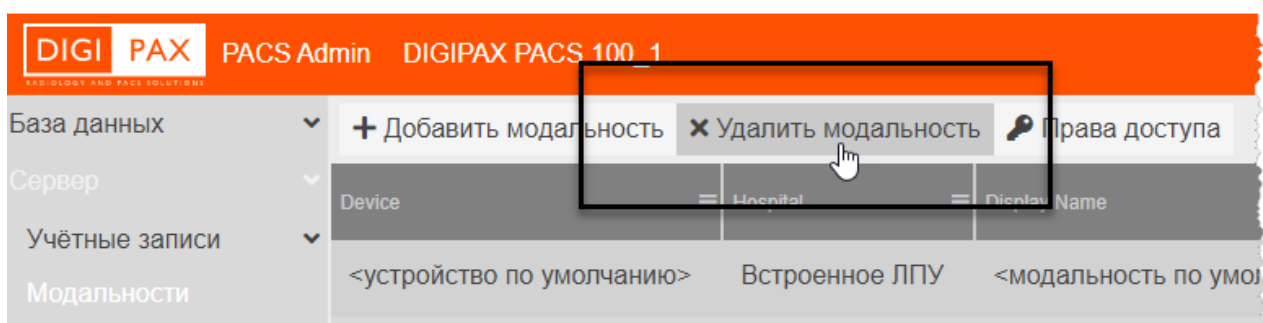 DIGI PAX PACS Admin DIGIPAX PACS 100_1
RADIOLOGY AND PACS SOLUTIONS
База данных
Добавить модальность Удалить модальность Права доступа
Сервер
Device Hospital Display Name
Учётные записи
<устройство по умолчанию> Встроенное ЛПУ <модальность по умол
Модальности